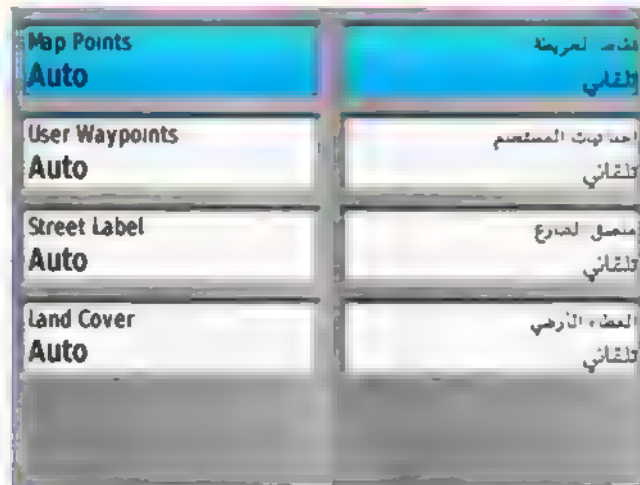 Map Points
Auto
نقاط الخريطة
تلقائي
User Waypoints
Auto
احداثيات المستخدم
تلقائي
Street Label
Auto
الشارع
تلقائي
Land Cover
Auto
الغطاء الأرضي
تلقائي